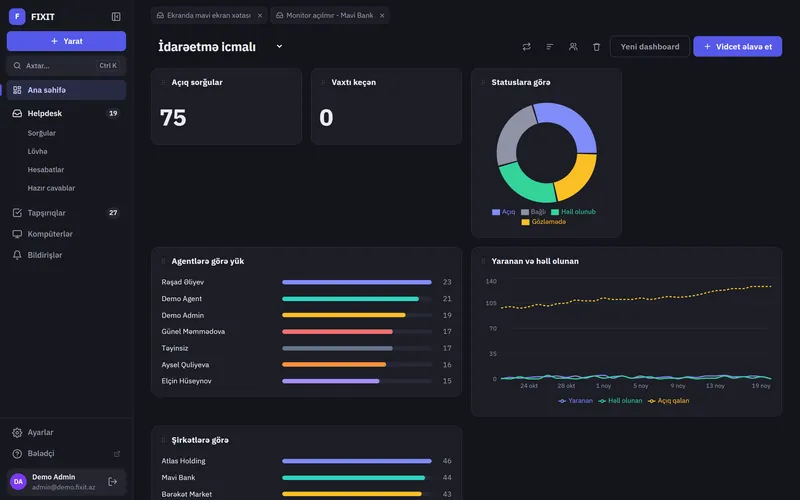 F FIXIT
+ Yarat
Axtar... Ctrl K
Ana səhifə
Helpdesk 19
Sorğular
Lövhə
Hesabatlar
Hazır cavablar
Tapşırıqlar 27
Kompüterlər
Bildirişlər
Ayarlar
Bələdçi
DA Demo Admin
admin@demo.fixit.az
Ekranda mavi ekran xətası ×
Monitor açılmır - Mavi Bank ×
İdarəetmə icmalı
Yeni dashboard
+ Vidcet əlavə et
Açıq sorğular
75
Vaxtı keçən
0
Statuslara görə
Açıq Bağlı Həll olunub
Gözləmədə
Agentlərə görə yük
Rəşad Əliyev 23
Demo Agent 21
Demo Admin 19
Günel Məmmədova 17
Təyinsiz 17
Aysel Quliyeva 16
Elçin Hüseynov 15
Yaranan və həll olunan
140
105
70
35
0
24 okt 28 okt 1 noy 5 noy 9 noy 13 noy 19 noy
Yaranan Həll olunan Açıq qalan
Şirkətlərə görə
Atlas Holding 46
Mavi Bank 44
Bərəkət Market 43